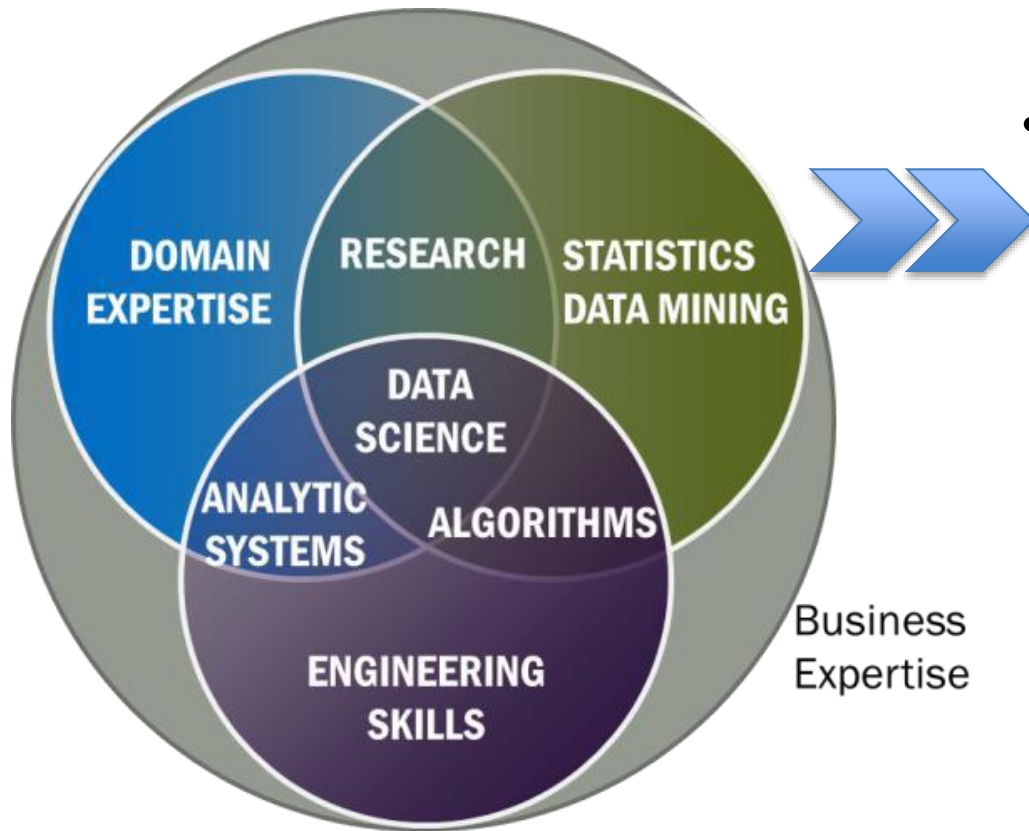 DOMAIN
EXPERTISE
RESEARCH
STATISTICS
DATA MINING
DATA
SCIENCE
ANALYTIC
SYSTEMS
ALGORITHMS
ENGINEERING
SKILLS
Business
Expertise